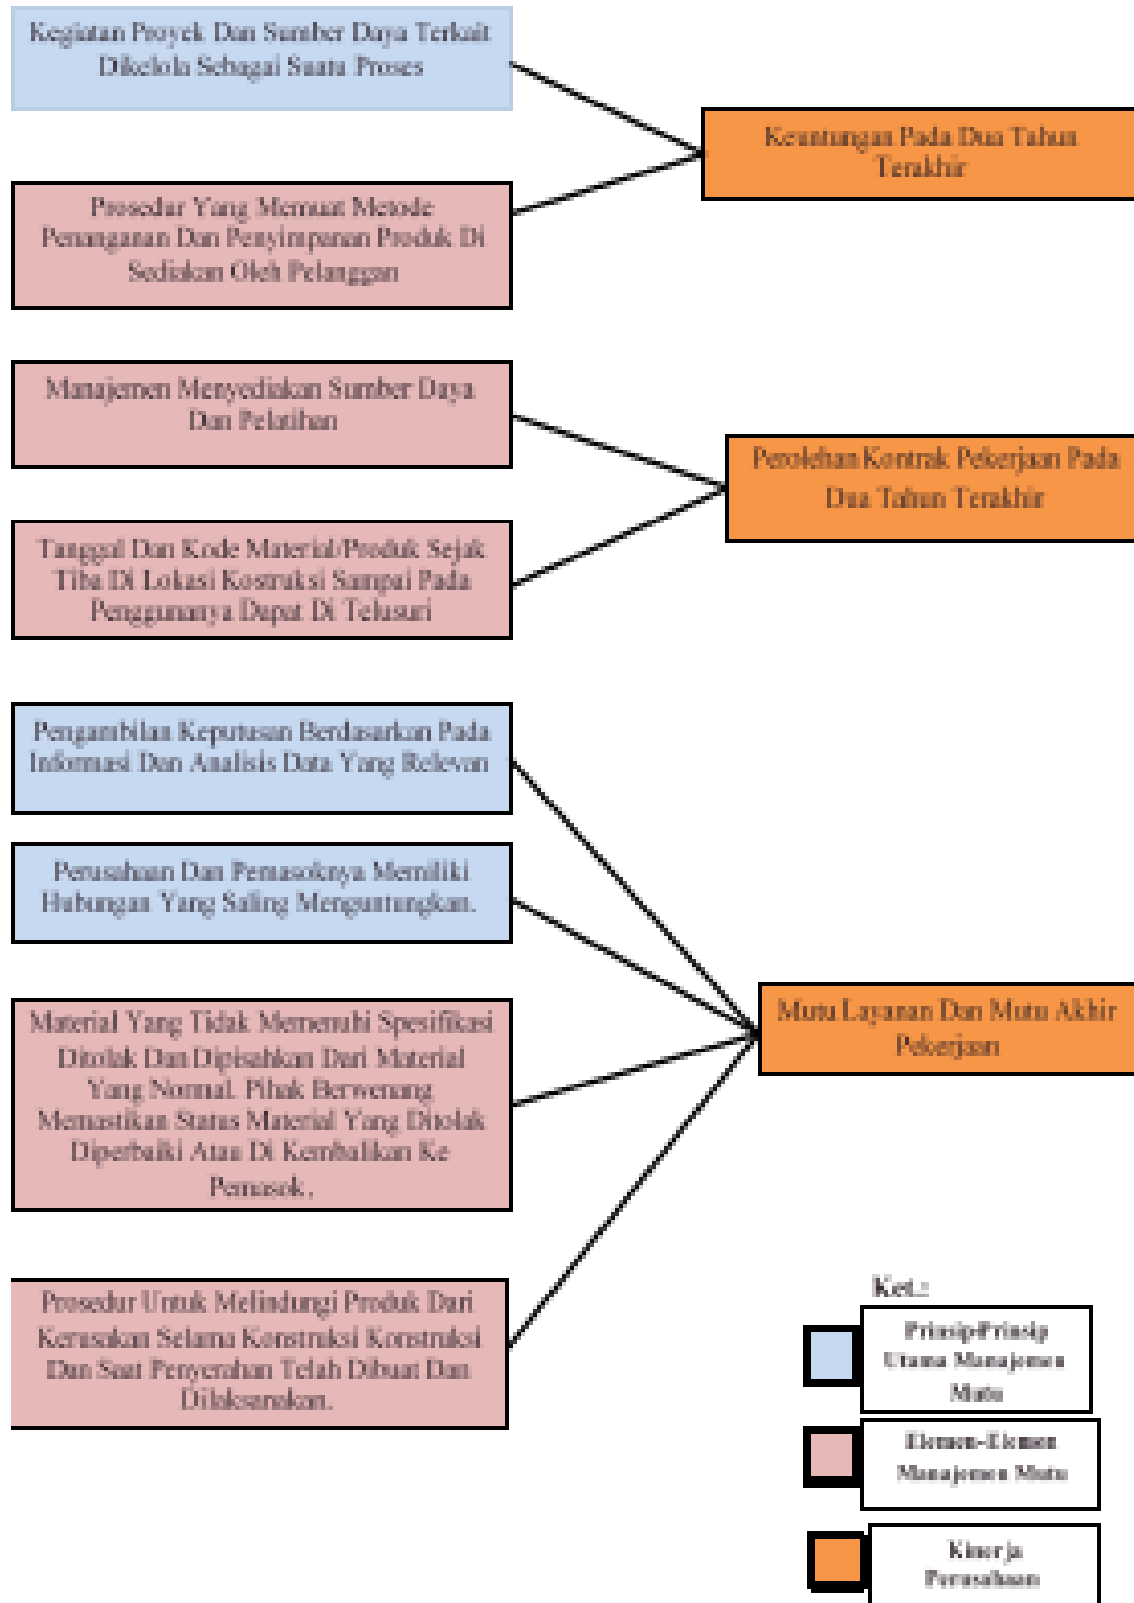 Kegiatan Proyek Dan Sumber Daya Terkait
Dikelola Sebagai Suatu Proses
Keuntungan Pada Dua Tahun
Terakhir
Prosedur Yang Memuat Metode
Penanganan Dan Penyimpanan Produk Di
Sediakan Oleh Pelanggan
Manajemen Menyediakan Sumber Daya
Dan Pelatihan
Perolehan Kontrak Pekerjaan Pada
Dua Tahun Terakhir
Tanggal Dan Kode Material/Produk Sejak
Tiba Di Lokasi Kostruksi Sampai Pada
Penggunanya Dapat Di Telusuri
Pengambilan Keputusan Berdasarkan Pada
Informasi Dan Analisis Data Yang Relevan
Perusahaan Dan Pemasoknya Memiliki
Hubungan Yang Saling Menguntungkan.
Material Yang Tidak Memenuhi Spesifikasi
Ditolak Dan Dipisahkan Dari Material
Yang Normal. Pihak Berwenang
Memastikan Status Material Yang Ditolak
Diperbaiki Atau Di Kembalikan Ke
Pemasok.
Mutu Layanan Dan Mutu Akhir
Pekerjaan
Prosedur Untuk Melindungi Produk Dari
Kerusakan Selama Konstruksi Konstruksi
Dan Saat Penyerahan Telah Dibuat Dan
Dilaksanakan.
Ket.:
Prinsip-Prinsip
Utama Manajemen
Mutu
Elemen-Elemen
Manajemen Mutu
Kinerja
Perusahaan